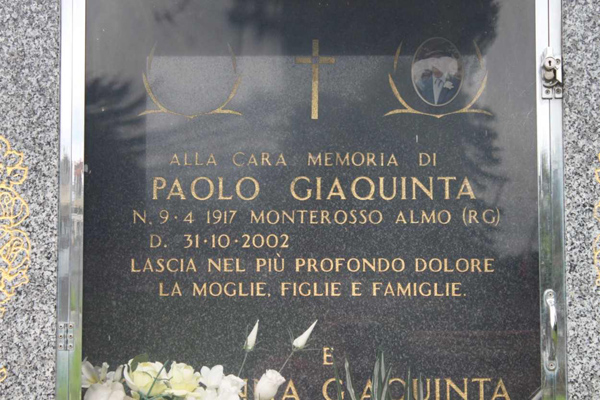 ALLA CARA MEMORIA DI
PAOLO GIAQUINTA
N. 9·4 1917 MONTEROSSO ALMO (RG)
D. 31·10·2002
LASCIA NEL PIÙ PROFONDO DOLORE
LA MOGLIE, FIGLIE E FAMIGLIE.
E
GIAQUINTA